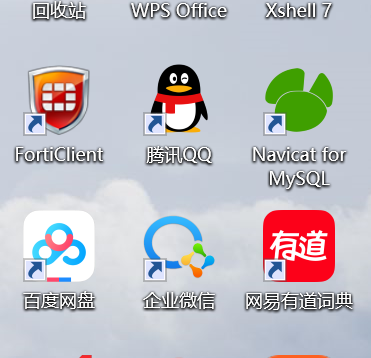 回收站
WPS Office
Xshell 7
FortiClient
腾讯QQ
Navicat for
MySQL
有道
百度网盘
企业微信
网易有道词典